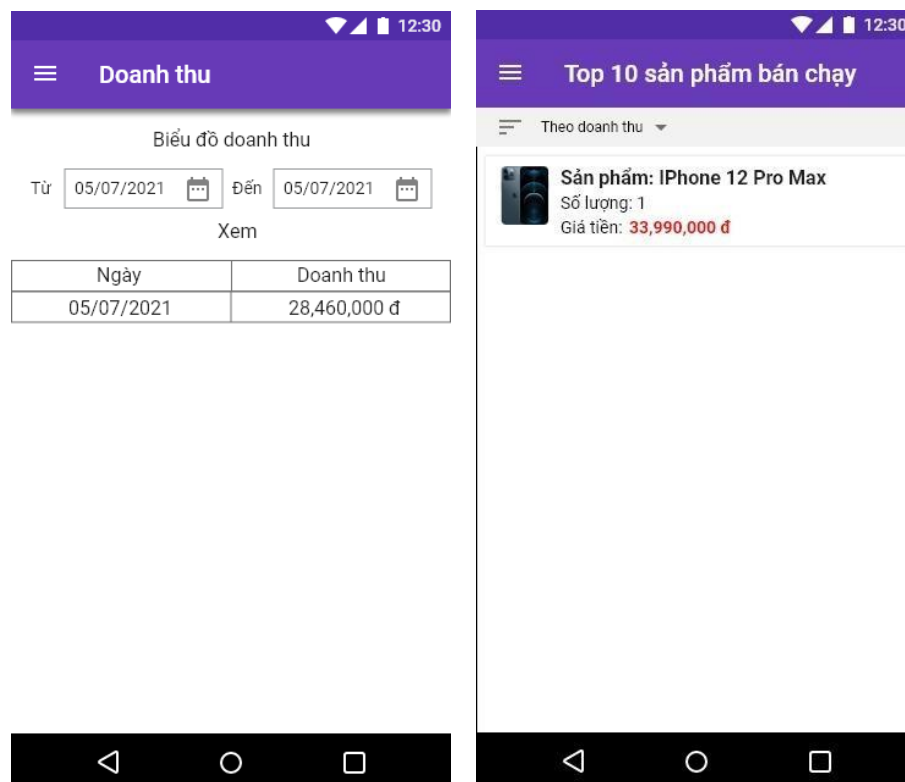 12:30
Doanh thu
Biểu đồ doanh thu
Từ 05/07/2021 Đến 05/07/2021
Xem
Ngày Doanh thu
05/07/2021 28,460,000 đ
12:30
Top 10 sản phẩm bán chạy
Theo doanh thu
Sản phẩm: IPhone 12 Pro Max
Số lượng: 1
Giá tiền: 33,990,000 đ